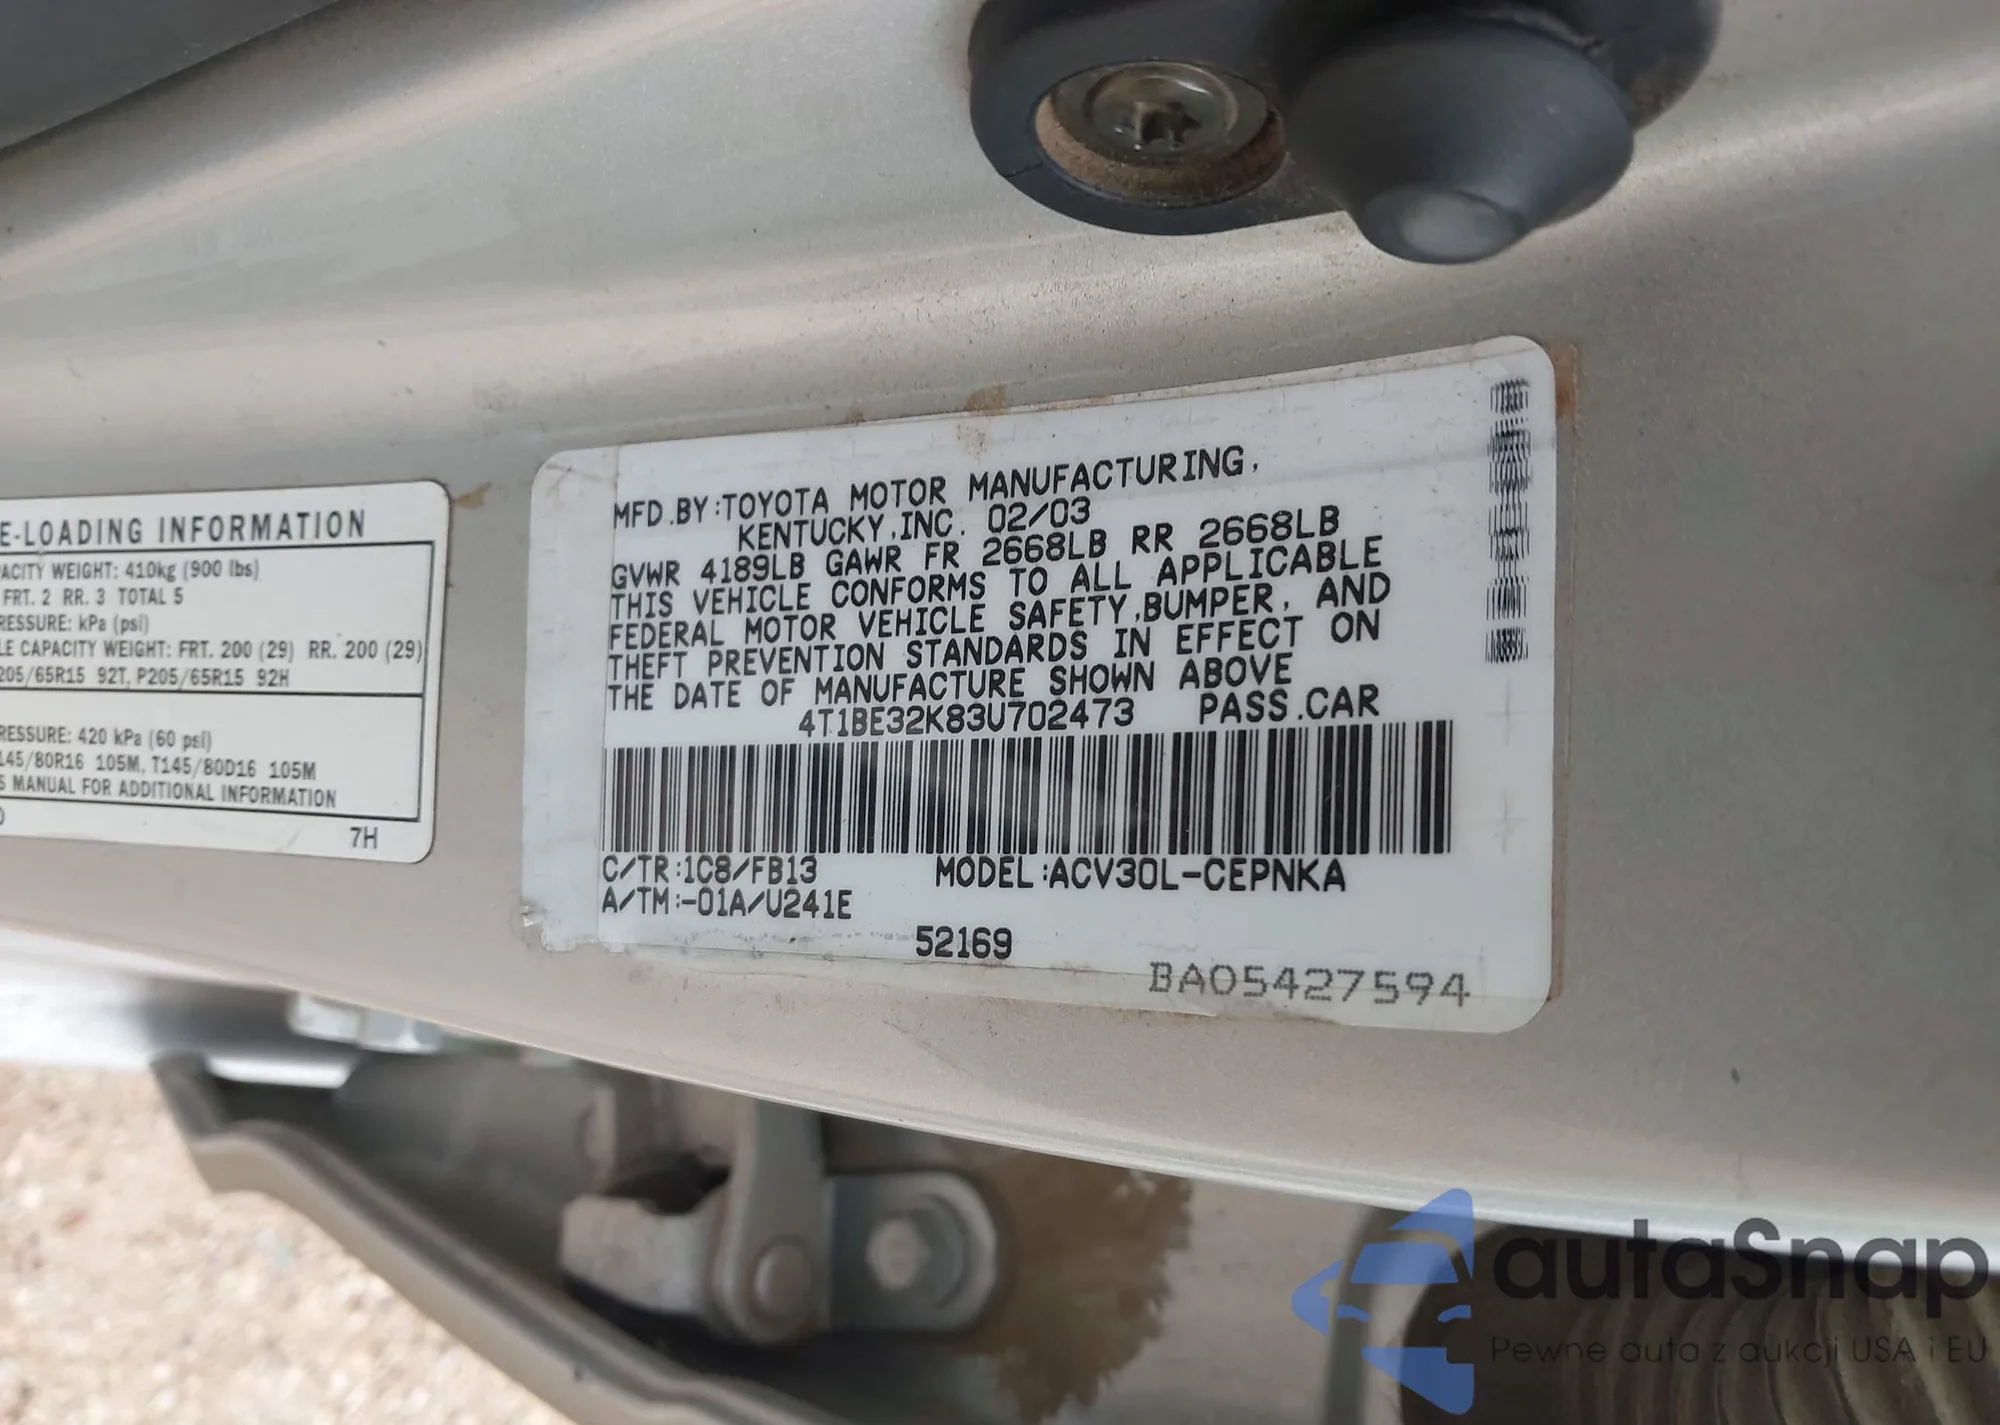 E-LOADING INFORMATION
ACITY WEIGHT: 410kg (900 lbs)
FRT. 2 RR. 3 TOTAL 5
RESSURE: kPa (psi)
LE CAPACITY WEIGHT: FRT. 200 (29) RR. 200 (29)
205/65R15 92T, P205/65R15 92H
RESSURE: 420 kPa (60 psi)
145/80R16 105M, T145/80D16 105M
S MANUAL FOR ADDITIONAL INFORMATION
7H
MFD.BY:TOYOTA MOTOR MANUFACTURING,
KENTUCKY,INC. 02/03
GVWR 4189LB GAWR FR 2668LB RR 2668LB
THIS VEHICLE CONFORMS TO ALL APPLICABLE
FEDERAL MOTOR VEHICLE SAFETY,BUMPER, AND
THEFT PREVENTION STANDARDS IN EFFECT ON
THE DATE OF MANUFACTURE SHOWN ABOVE
4T1BE32K83U702473 PASS.CAR
C/TR:1C8/FB13 MODEL:ACV30L-CEPNKA
A/TM:-01A/U241E
52169
BA05427594
autaSnap
Pewne auta z aukcji USA i EU